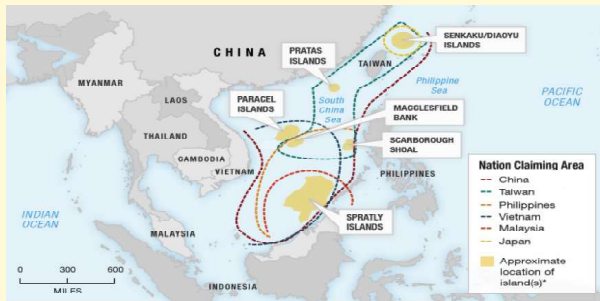 CHINA
SENKAKU/DIAOYU
ISLANDS
PRATAS
ISLANDS
TAIWAN
Philippine
Sea
MYANMAR
PACIFIC
OCEAN
LAOS
PARACEL
ISLANDS
South
China
Sea
MACCLESFIELD
BANK
THAILAND
SCARBOROUGH
SHOAL
CAMBODIA
VIETNAM
PHILIPPINES
Nation Claiming Area
China
Taiwan
Philippines
Vietnam
Malaysia
Japan
Approximate
location of
island(s)*
INDIAN
OCEAN
SPRATLY
ISLANDS
MALAYSIA
0 300 600
MILES
INDONESIA